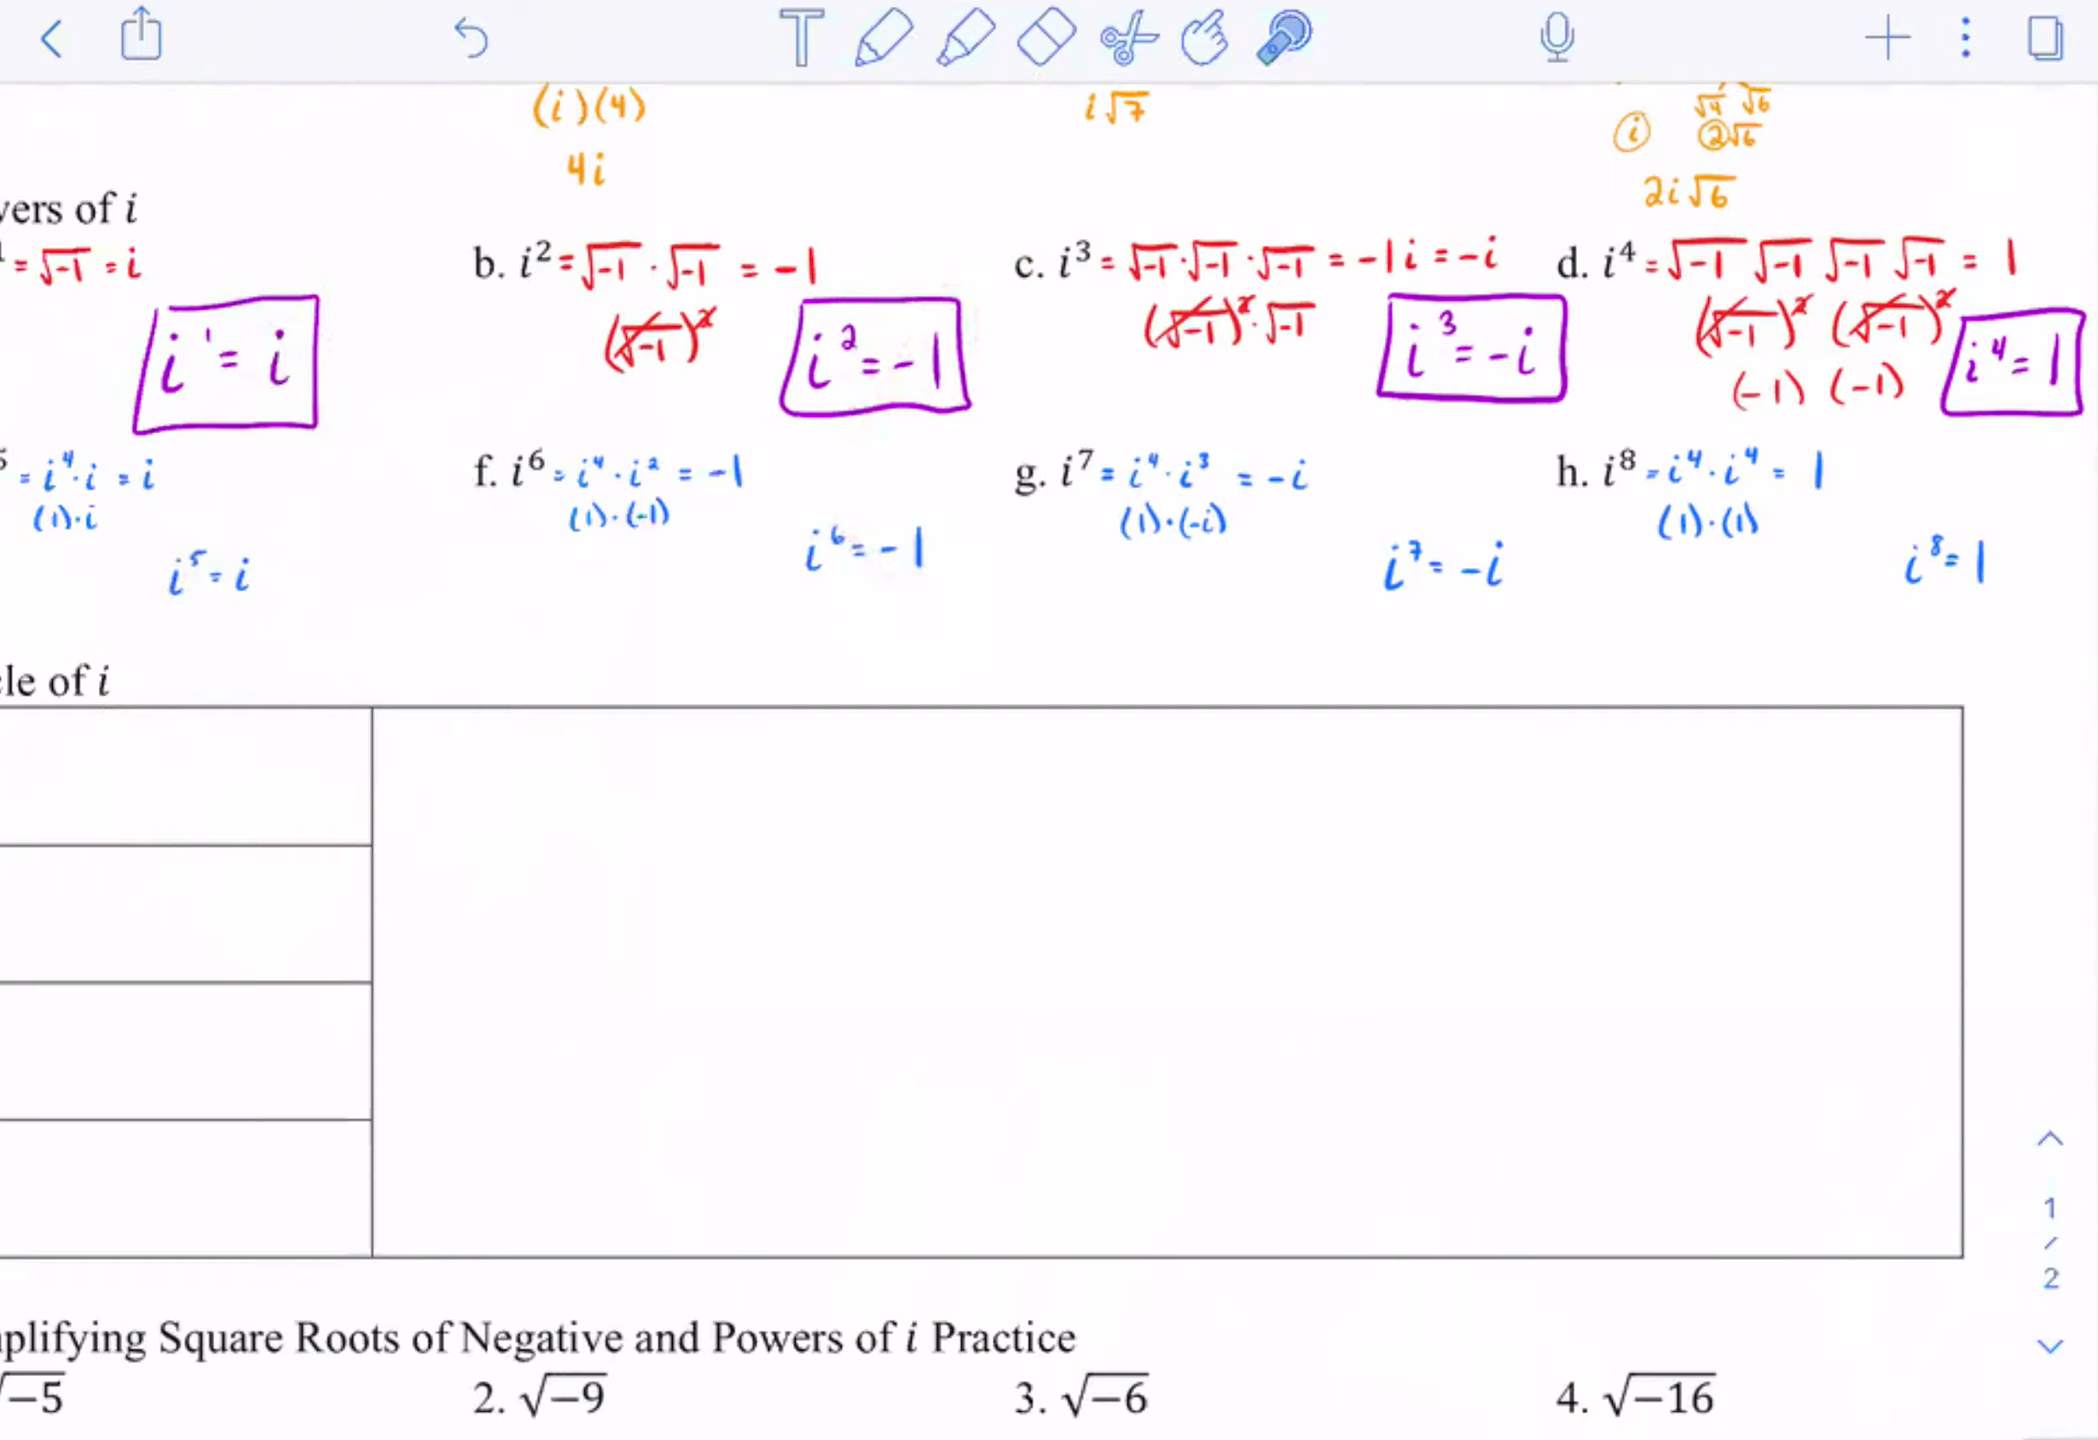 (i)(4)
i√7
√4 √6
i 2√6
4i
2i√6
vers of i
= √-1 = i
b. i² = √-1 · √-1 = -1
c. i³ = √-1 · √-1 · √-1 = -1i = -i
d. i⁴ = √-1 √-1 √-1 √-1 = 1
(√-1)²
(√-1)² · √-1
(√-1)² (√-1)²
i¹ = i
i² = -1
i³ = -i
(-1) (-1)
i⁴ = 1
5 = i⁴ · i = i
f. i⁶ = i⁴ · i² = -1
g. i⁷ = i⁴ · i³ = -i
h. i⁸ = i⁴ · i⁴ = 1
(1)·i
(1)·(-1)
(1)·(-i)
(1)·(1)
i⁵ = i
i⁶ = -1
i⁷ = -i
i⁸ = 1
cle of i
1
/
2
plifying Square Roots of Negative and Powers of i Practice
√−5
2. √−9
3. √−6
4. √−16